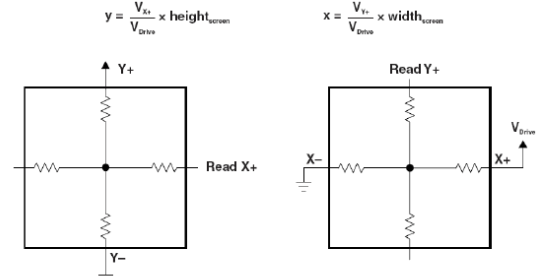 y = V_X+ / V_Drive × height_screen
x = V_Y+ / V_Drive × width_screen
Y+
Read X+
Y–
Read Y+
V_Drive
X–
X+